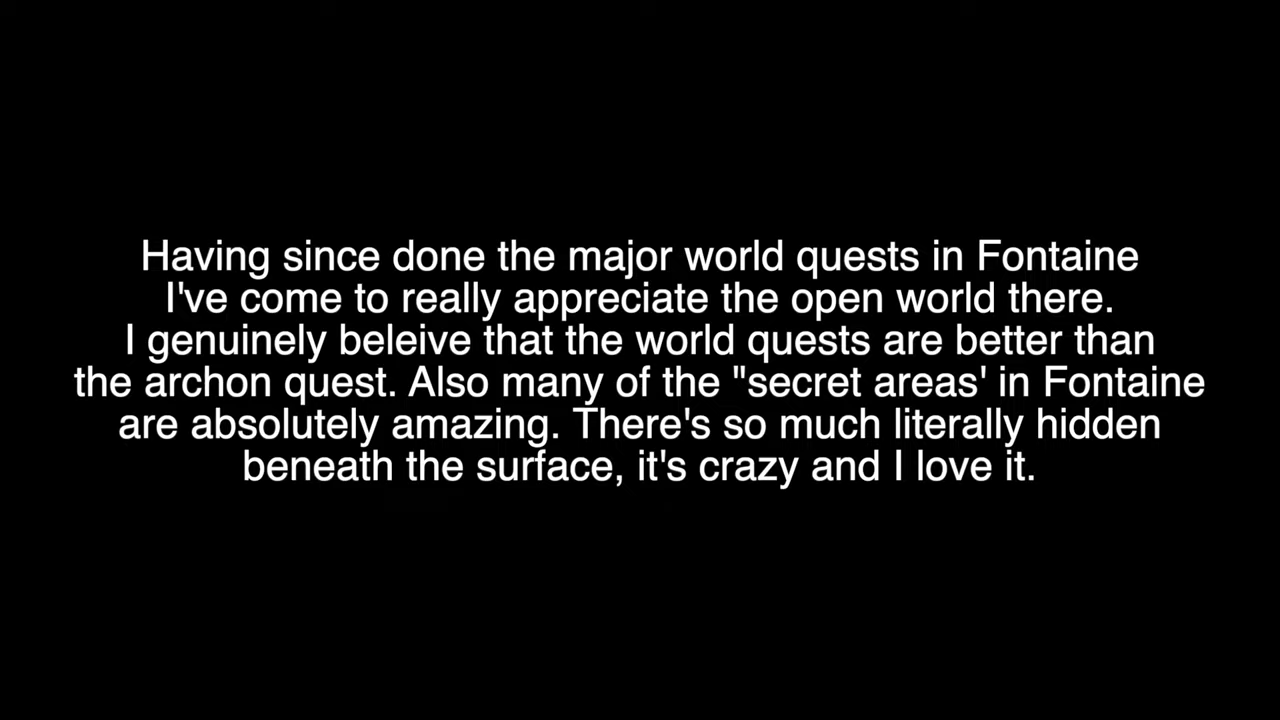 Having since done the major world quests in Fontaine
I've come to really appreciate the open world there.
I genuinely beleive that the world quests are better than
the archon quest. Also many of the "secret areas' in Fontaine
are absolutely amazing. There's so much literally hidden
beneath the surface, it's crazy and I love it.